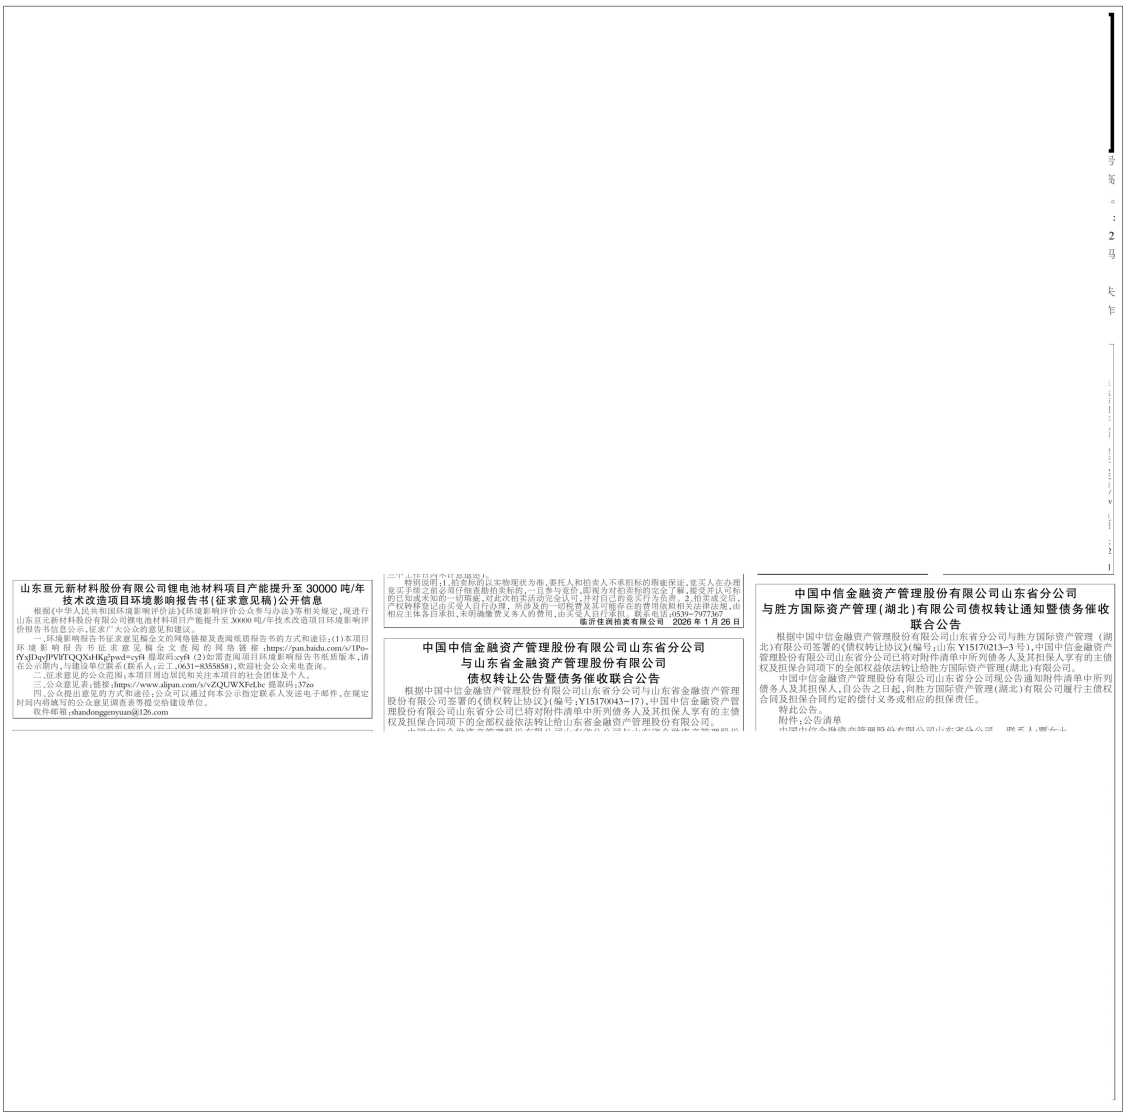 山东亘元新材料股份有限公司锂电池材料项目产能提升至 30000 吨/年
技术改造项目环境影响报告书(征求意见稿)公开信息
根据《中华人民共和国环境影响评价法》《环境影响评价公众参与办法》等相关规定,现进行
山东亘元新材料股份有限公司锂电池材料项目产能提升至 30000 吨/年技术改造项目环境影响评
价报告书信息公示,征求广大公众的意见和建议。
一、环境影响报告书征求意见稿全文的网络链接及查阅纸质报告书的方式和途径:(1)本项目
环境影响报告书征求意见稿全文查阅的网络链接:https://pan.baidu.com/s/1Po-
fYxJDqvJPVltTQQXsHKg?pwd=cyf4 提取码:cyf4 (2)如需查阅项目环境影响报告书纸质版本,请
在公示期内,与建设单位联系(联系人:云工,0631-8355858),欢迎社会公众来电查询。
二、征求意见的公众范围:本项目周边居民和关注本项目的社会团体及个人。
三、公众意见表:链接:https://www.alipan.com/s/vZQUWXFeLbc 提取码:37zo
四、公众提出意见的方式和途径:公众可以通过向本公示指定联系人发送电子邮件,在规定
时间内将填写的公众意见调查表等提交给建设单位。
收件邮箱:shandonggenyuan@126.com
特别说明:1、拍卖标的以实物现状为准,委托人和拍卖人不承担标的瑕疵保证,竞买人在办理
竞买手续之前必须仔细查勘拍卖标的,一旦参与竞价,即视为对拍卖标的完全了解,接受并认可标
的已知或未知的一切瑕疵,对此次拍卖活动完全认可,并对自己的竞买行为负责。2、拍卖成交后,
产权转移登记由买受人自行办理，所涉及的一切税费及其可能存在的费用依照相关法律法规,由
相应主体各自承担,未明确缴费义务人的费用,由买受人自行承担。联系电话:0539-7977367
临沂佳润拍卖有限公司 2026 年 1 月 26 日
中国中信金融资产管理股份有限公司山东省分公司
与山东省金融资产管理股份有限公司
债权转让公告暨债务催收联合公告
根据中国中信金融资产管理股份有限公司山东省分公司与山东省金融资产管理
股份有限公司签署的《债权转让协议》(编号:Y15170043-17),中国中信金融资产管
理股份有限公司山东省分公司已将对附件清单中所列债务人及其担保人享有的主债
权及担保合同项下的全部权益依法转让给山东省金融资产管理股份有限公司。
中国中信金融资产管理股份有限公司山东省分公司
与胜方国际资产管理(湖北)有限公司债权转让通知暨债务催收
联合公告
根据中国中信金融资产管理股份有限公司山东省分公司与胜方国际资产管理 (湖
北)有限公司签署的《债权转让协议》(编号:山东 Y15170213-3 号),中国中信金融资产
管理股份有限公司山东省分公司已将对附件清单中所列债务人及其担保人享有的主债
权及担保合同项下的全部权益依法转让给胜方国际资产管理(湖北)有限公司。
中国中信金融资产管理股份有限公司山东省分公司现公告通知附件清单中所列
债务人及其担保人,自公告之日起,向胜方国际资产管理(湖北)有限公司履行主债权
合同及担保合同约定的偿付义务或相应的担保责任。
特此公告。
附件:公告清单